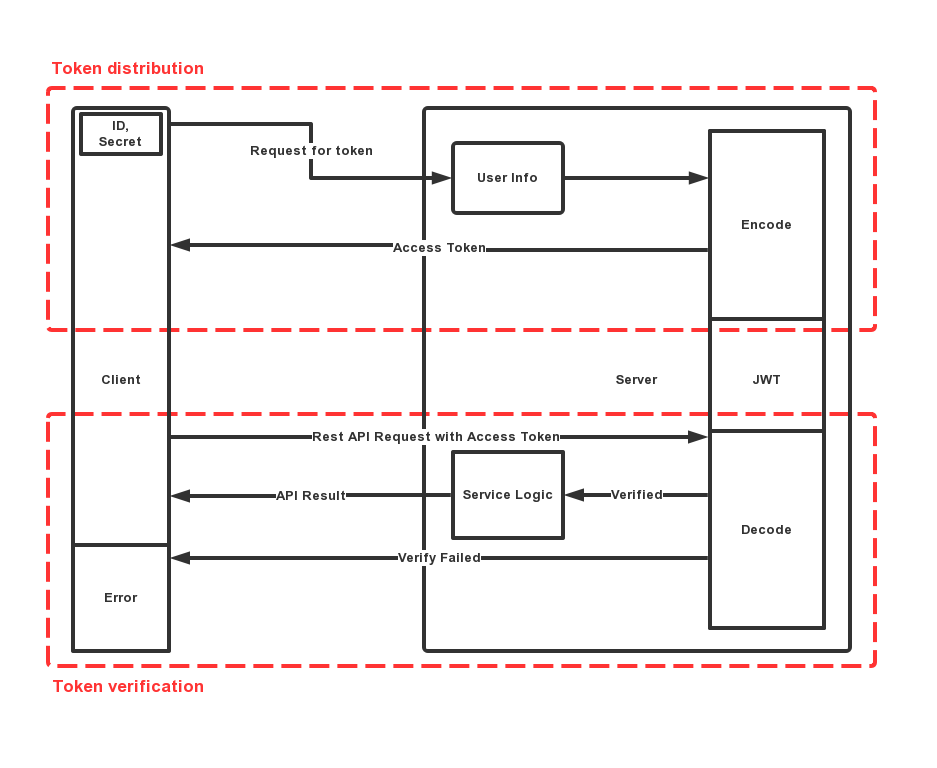 Token distribution
ID,
Secret
Request for token
User Info
Encode
Access Token
Client
Server
JWT
Rest API Request with Access Token
API Result
Service Logic
Verified
Decode
Verify Failed
Error
Token verification